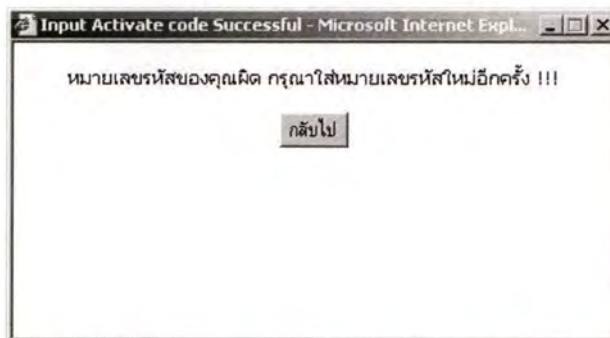 Input Activate code Successful - Microsoft Internet Expl...
หมายเลขรหัสของคุณผิด กรุณาใส่หมายเลขรหัสใหม่อีกครั้ง !!!
กลับไป